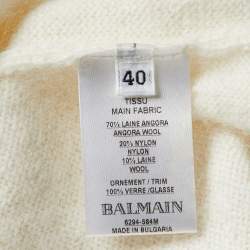 40
TISSU
MAIN FABRIC
70% LAINE ANGORA
ANGORA WOOL
20% NYLON
NYLON
10% LAINE
WOOL
ORNEMENT / TRIM
100% VERRE/GLASSE
BALMAIN
6294-584M
MADE IN BULGARIA